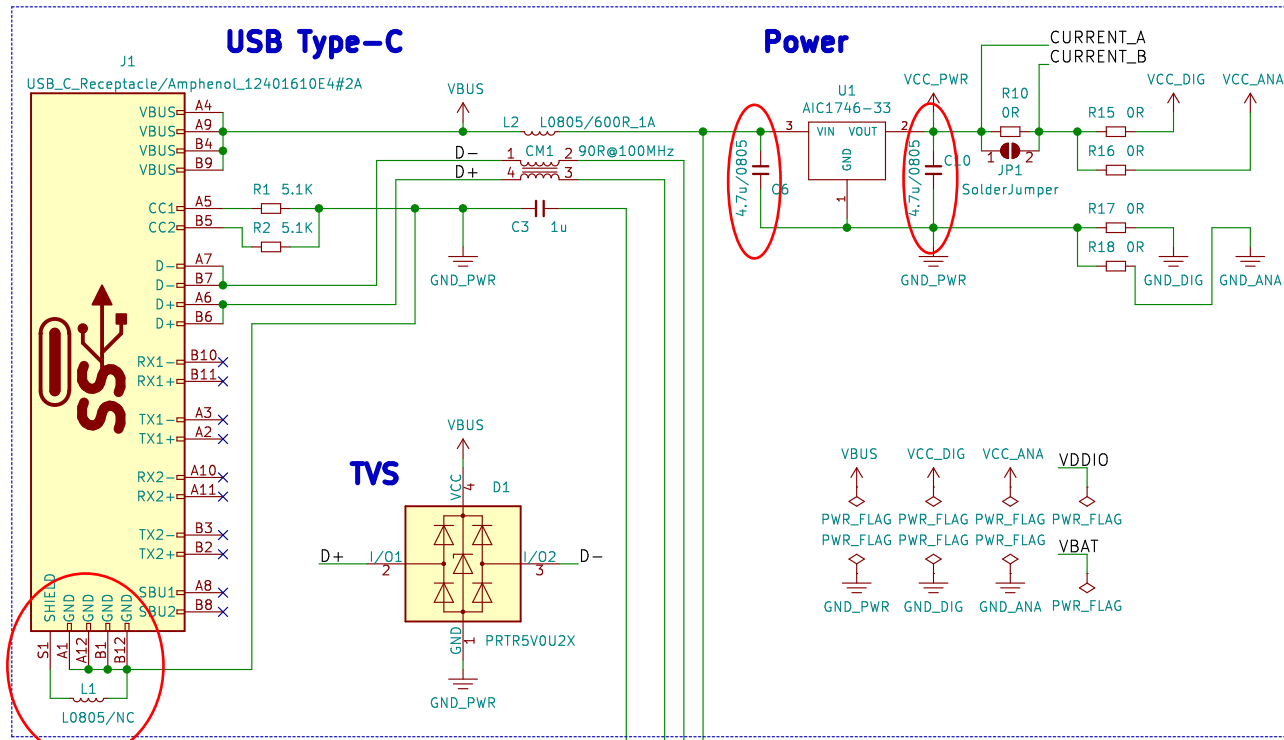 USB Type-C
Power
J1
USB_C_Receptacle/Amphenol_12401610E4#2A
VBUS A4
VBUS A9
VBUS B4
VBUS B9
CC1 A5
CC2 B5
D- A7
D- B7
D+ A6
D+ B6
RX1- B10
RX1+ B11
TX1- A3
TX1+ A2
RX2- A10
RX2+ A11
TX2- B3
TX2+ B2
SBU1 A8
SBU2 B8
SS
SHIELD GND GND GND GND
S1 A1 A12 B1 B12
L1
L0805/NC
R1 5.1K
R2 5.1K
VBUS
L2 L0805/600R_1A
D- 1 CM1 2 90R@100MHz
D+ 4 3
C3 1u
GND_PWR
4.7u/0805
C6
U1
AIC1746-33
3 VIN VOUT 2
GND
1
VCC_PWR
4.7u/0805
C10
GND_PWR
CURRENT_A
CURRENT_B
R10
0R
1 2
JP1
SolderJumper
VCC_DIG VCC_ANA
R15 0R
R16 0R
R17 0R
R18 0R
GND_DIG GND_ANA
TVS
VBUS
VCC 4
D1
D+ I/O1 2
I/O2 3 D-
GND 1
PRTR5V0U2X
GND_PWR
VBUS VCC_DIG VCC_ANA VDDIO
PWR_FLAG PWR_FLAG PWR_FLAG PWR_FLAG
PWR_FLAG PWR_FLAG PWR_FLAG VBAT
GND_PWR GND_DIG GND_ANA PWR_FLAG